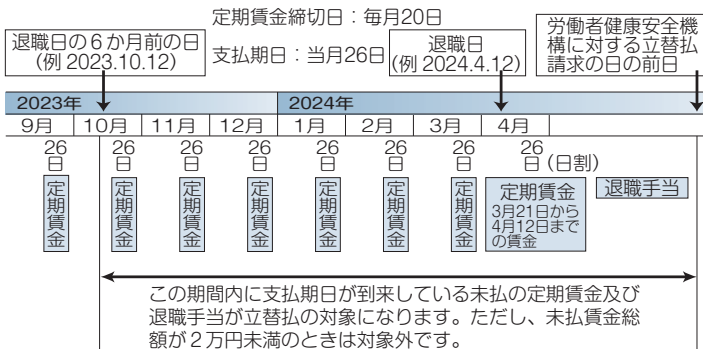 定期賃金締切日：毎月20日
支払期日：当月26日
退職日の６か月前の日
(例 2023.10.12)
退職日
(例 2024.4.12)
労働者健康安全機
構に対する立替払
請求の日の前日
2023年 2024年
9月 10月 11月 12月 1月 2月 3月 4月
26日 26日 26日 26日 26日 26日 26日 26日(日割)
定期賃金 定期賃金 定期賃金 定期賃金 定期賃金 定期賃金 定期賃金
定期賃金
3月21日から
4月12日まで
の賃金
退職手当
この期間内に支払期日が到来している未払の定期賃金及び
退職手当が立替払の対象になります。ただし、未払賃金総
額が２万円未満のときは対象外です。